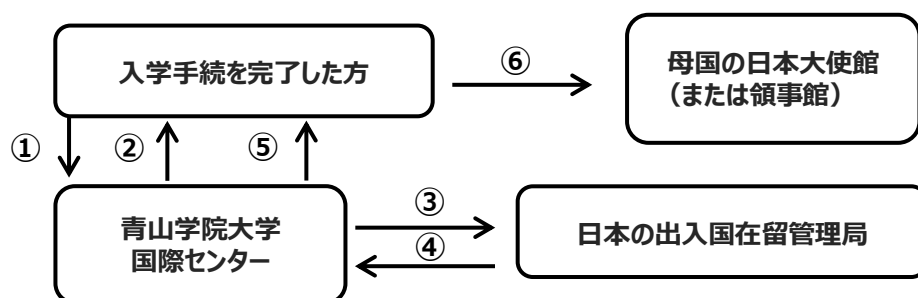 入学手続を完了した方
⑥
母国の日本大使館
（または領事館）
①
②
⑤
青山学院大学
国際センター
③
④
日本の出入国在留管理局